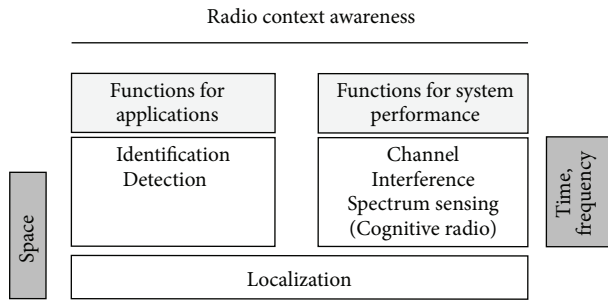 Radio context awareness
Functions for
applications
Functions for system
performance
Identification
Detection
Channel
Interference
Spectrum sensing
(Cognitive radio)
Space
Time,
frequency
Localization